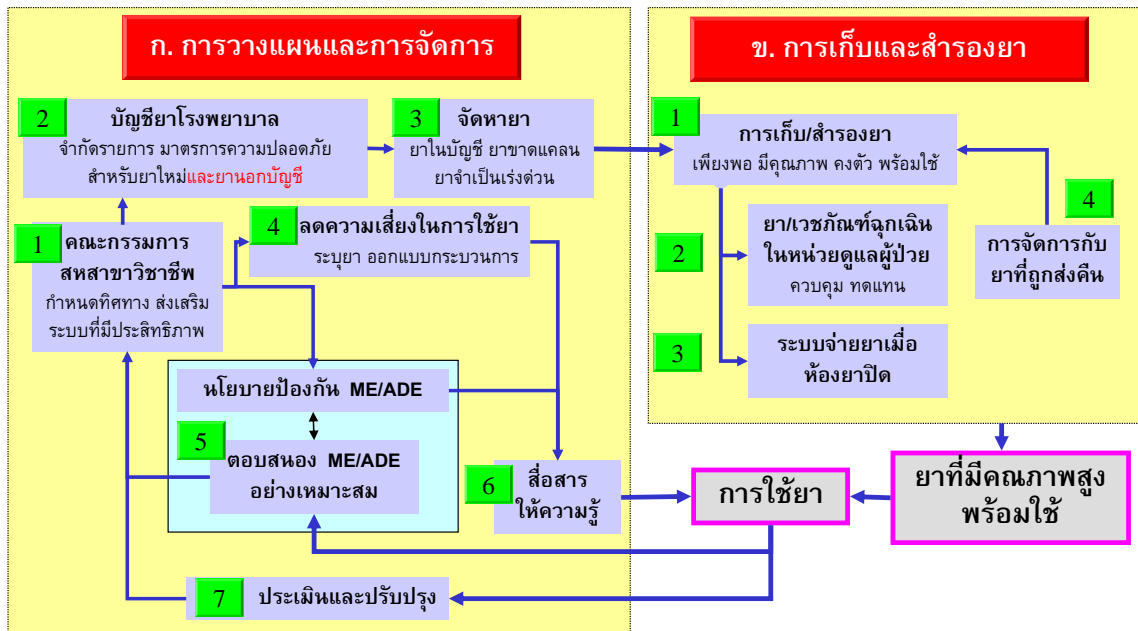 ก. การวางแผนและการจัดการ
2
บัญชียาโรงพยาบาล
จำกัดรายการ มาตรการความปลอดภัย
สำหรับยาใหม่และยานอกบัญชี
3
จัดหายา
ยาในบัญชี ยาขาดแคลน
ยาจำเป็นเร่งด่วน
1
คณะกรรมการ
สหสาขาวิชาชีพ
กำหนดทิศทาง ส่งเสริม
ระบบที่มีประสิทธิภาพ
4
ลดความเสี่ยงในการใช้ยา
ระบุยา ออกแบบกระบวนการ
นโยบายป้องกัน ME/ADE
5
ตอบสนอง ME/ADE
อย่างเหมาะสม
6
สื่อสาร
ให้ความรู้
7
ประเมินและปรับปรุง
ข. การเก็บและสำรองยา
1
การเก็บ/สำรองยา
เพียงพอ มีคุณภาพ คงตัว พร้อมใช้
2
ยา/เวชภัณฑ์ฉุกเฉิน
ในหน่วยดูแลผู้ป่วย
ควบคุม ทดแทน
3
ระบบจ่ายยาเมื่อ
ห้องยาปิด
4
การจัดการกับ
ยาที่ถูกส่งคืน
การใช้ยา
ยาที่มีคุณภาพสูง
พร้อมใช้